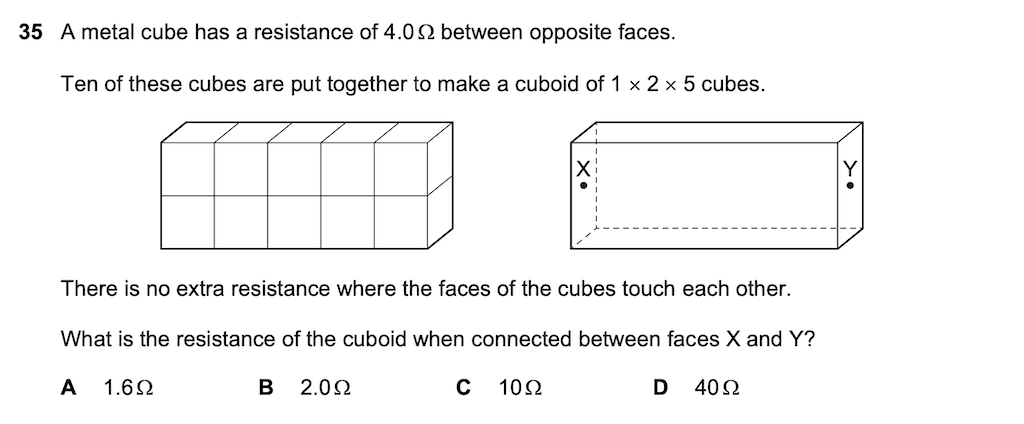 35 A metal cube has a resistance of 4.0 Ω between opposite faces.
Ten of these cubes are put together to make a cuboid of 1 × 2 × 5 cubes.
X Y
There is no extra resistance where the faces of the cubes touch each other.
What is the resistance of the cuboid when connected between faces X and Y?
A 1.6 Ω B 2.0 Ω C 10 Ω D 40 Ω